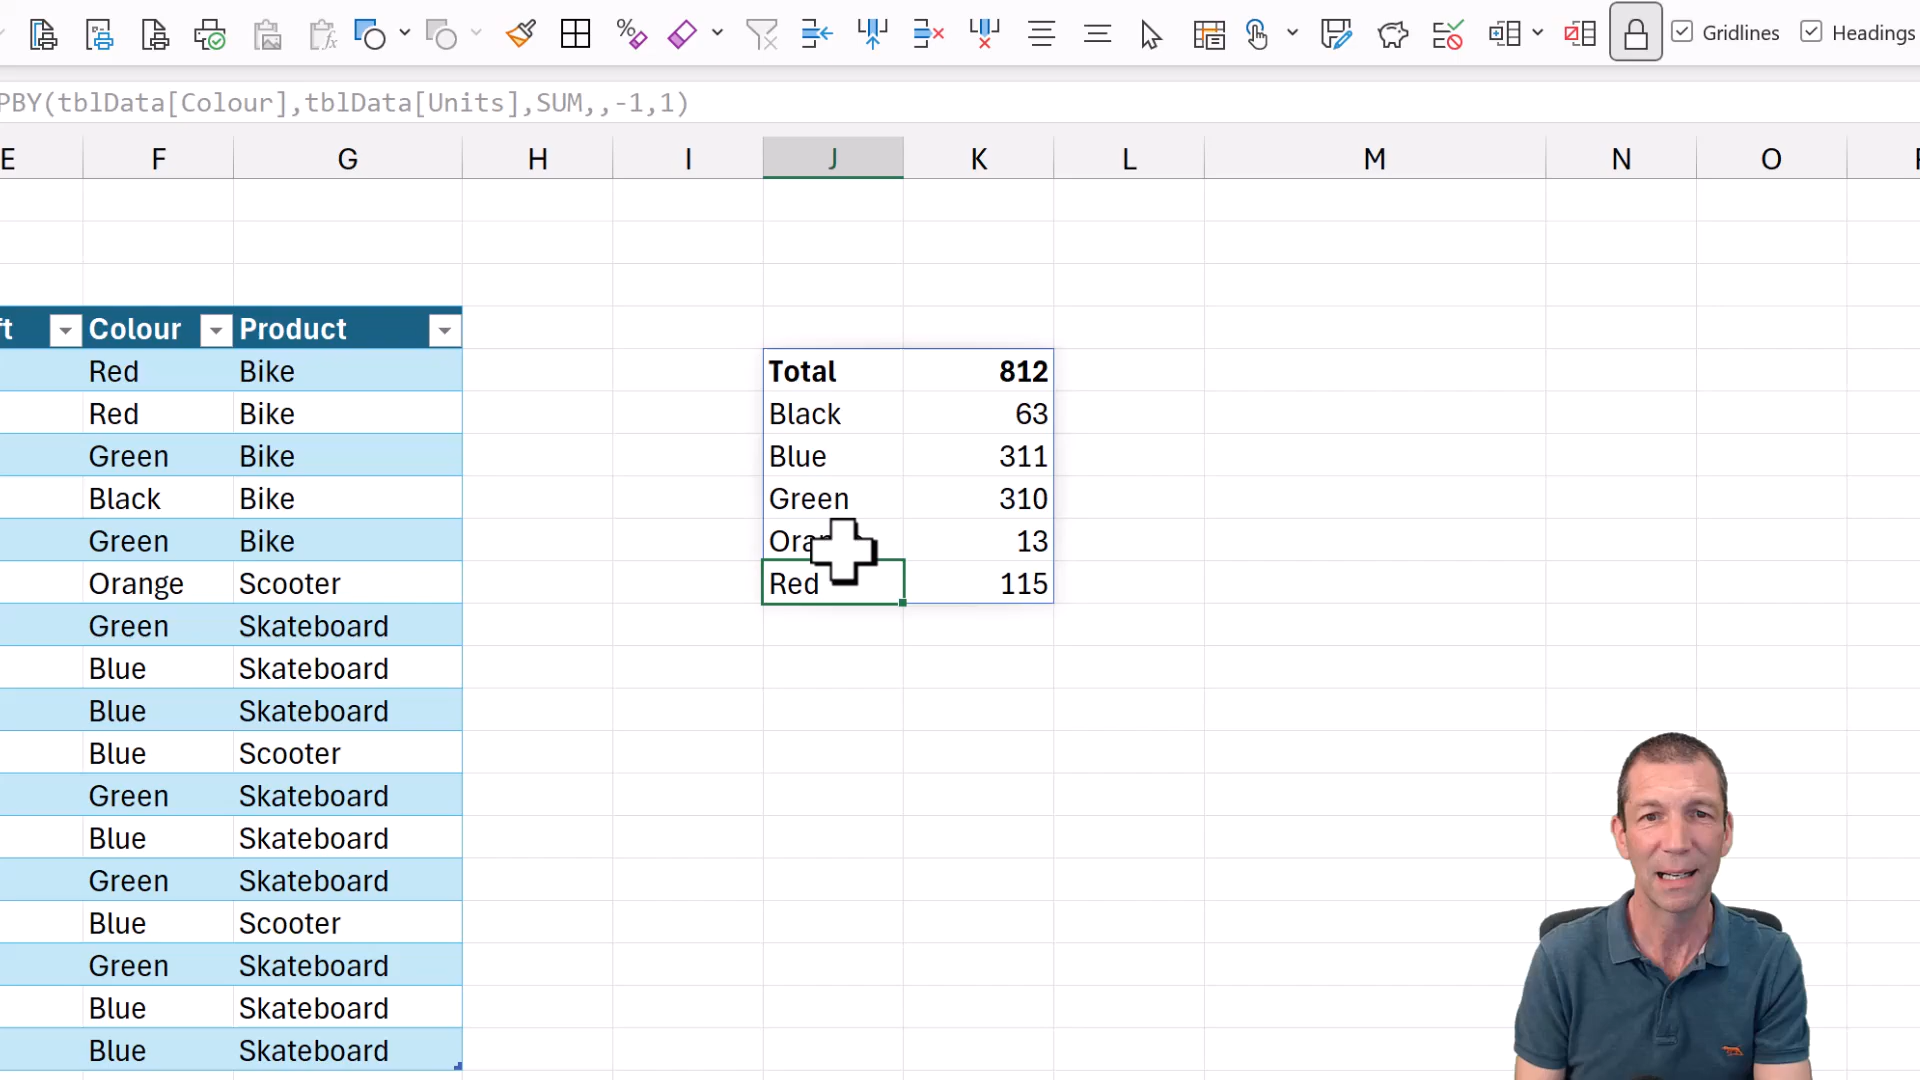 Gridlines Headings
PBY(tblData[Colour],tblData[Units],SUM,,-1,1)
E F G H I J K L M N O
ft Colour Product
Red Bike Total 812
Red Bike Black 63
Green Bike Blue 311
Black Bike Green 310
Green Bike 13
Orange Scooter Red 115
Green Skateboard
Blue Skateboard
Blue Skateboard
Blue Scooter
Green Skateboard
Blue Skateboard
Green Skateboard
Blue Scooter
Green Skateboard
Blue Skateboard
Blue Skateboard